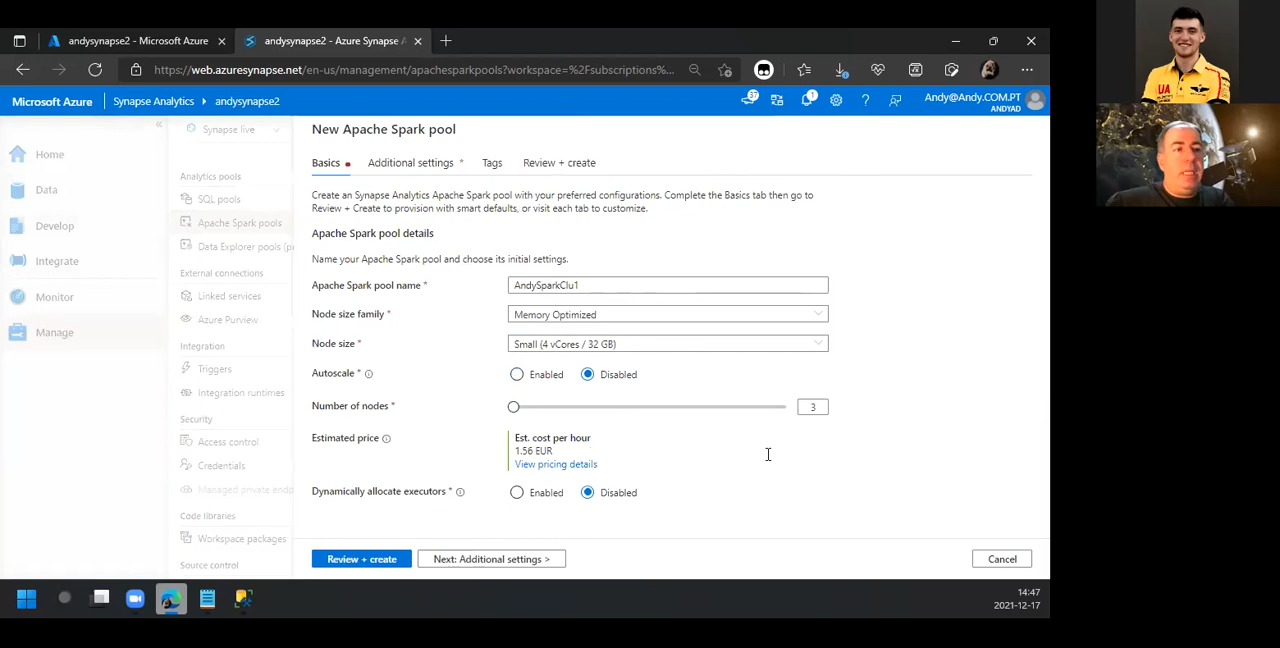 andysynapse2 - Microsoft Azure
andysynapse2 - Azure Synapse A
https://web.azuresynapse.net/en-us/management/apachesparkpools?workspace=%2Fsubscriptions%...
Microsoft Azure
Synapse Analytics
andysynapse2
37
1
Andy@Andy.COM.PT
ANDYAD
Home
Data
Develop
Integrate
Monitor
Manage
Synapse live
Analytics pools
SQL pools
Apache Spark pools
Data Explorer pools (p
External connections
Linked services
Azure Purview
Integration
Triggers
Integration runtimes
Security
Access control
Credentials
Managed private endp
Code libraries
Workspace packages
Source control
New Apache Spark pool
Basics
Additional settings *
Tags
Review + create
Create an Synapse Analytics Apache Spark pool with your preferred configurations. Complete the Basics tab then go to
Review + Create to provision with smart defaults, or visit each tab to customize.
Apache Spark pool details
Name your Apache Spark pool and choose its initial settings.
Apache Spark pool name *
AndySparkClu1
Node size family *
Memory Optimized
Node size *
Small (4 vCores / 32 GB)
Autoscale *
Enabled
Disabled
Number of nodes *
3
Estimated price
Est. cost per hour
1.56 EUR
View pricing details
Dynamically allocate executors *
Enabled
Disabled
Review + create
Next: Additional settings >
Cancel
14:47
2021-12-17
UA